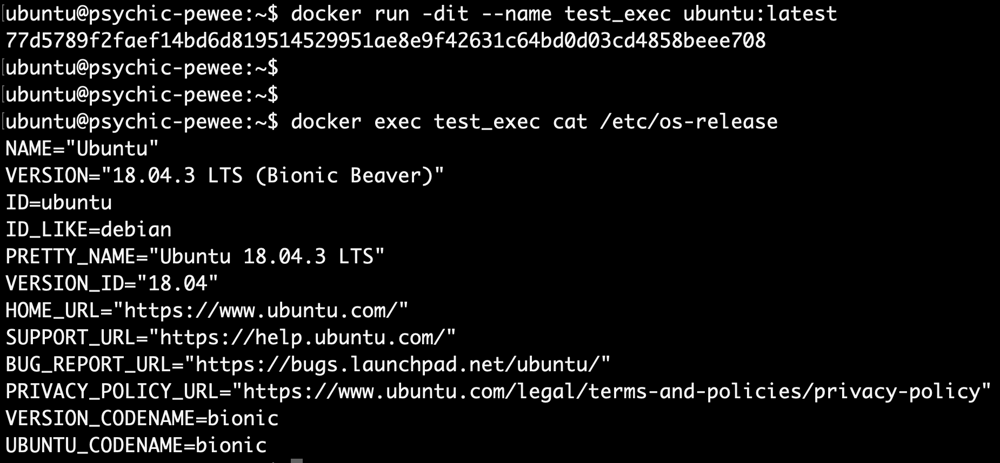 ubuntu@psychic-pewee:~$ docker run -dit --name test_exec ubuntu:latest
77d5789f2faef14bd6d819514529951ae8e9f42631c64bd0d03cd4858beee708
ubuntu@psychic-pewee:~$
ubuntu@psychic-pewee:~$
ubuntu@psychic-pewee:~$ docker exec test_exec cat /etc/os-release
NAME="Ubuntu"
VERSION="18.04.3 LTS (Bionic Beaver)"
ID=ubuntu
ID_LIKE=debian
PRETTY_NAME="Ubuntu 18.04.3 LTS"
VERSION_ID="18.04"
HOME_URL="https://www.ubuntu.com/"
SUPPORT_URL="https://help.ubuntu.com/"
BUG_REPORT_URL="https://bugs.launchpad.net/ubuntu/"
PRIVACY_POLICY_URL="https://www.ubuntu.com/legal/terms-and-policies/privacy-policy"
VERSION_CODENAME=bionic
UBUNTU_CODENAME=bionic